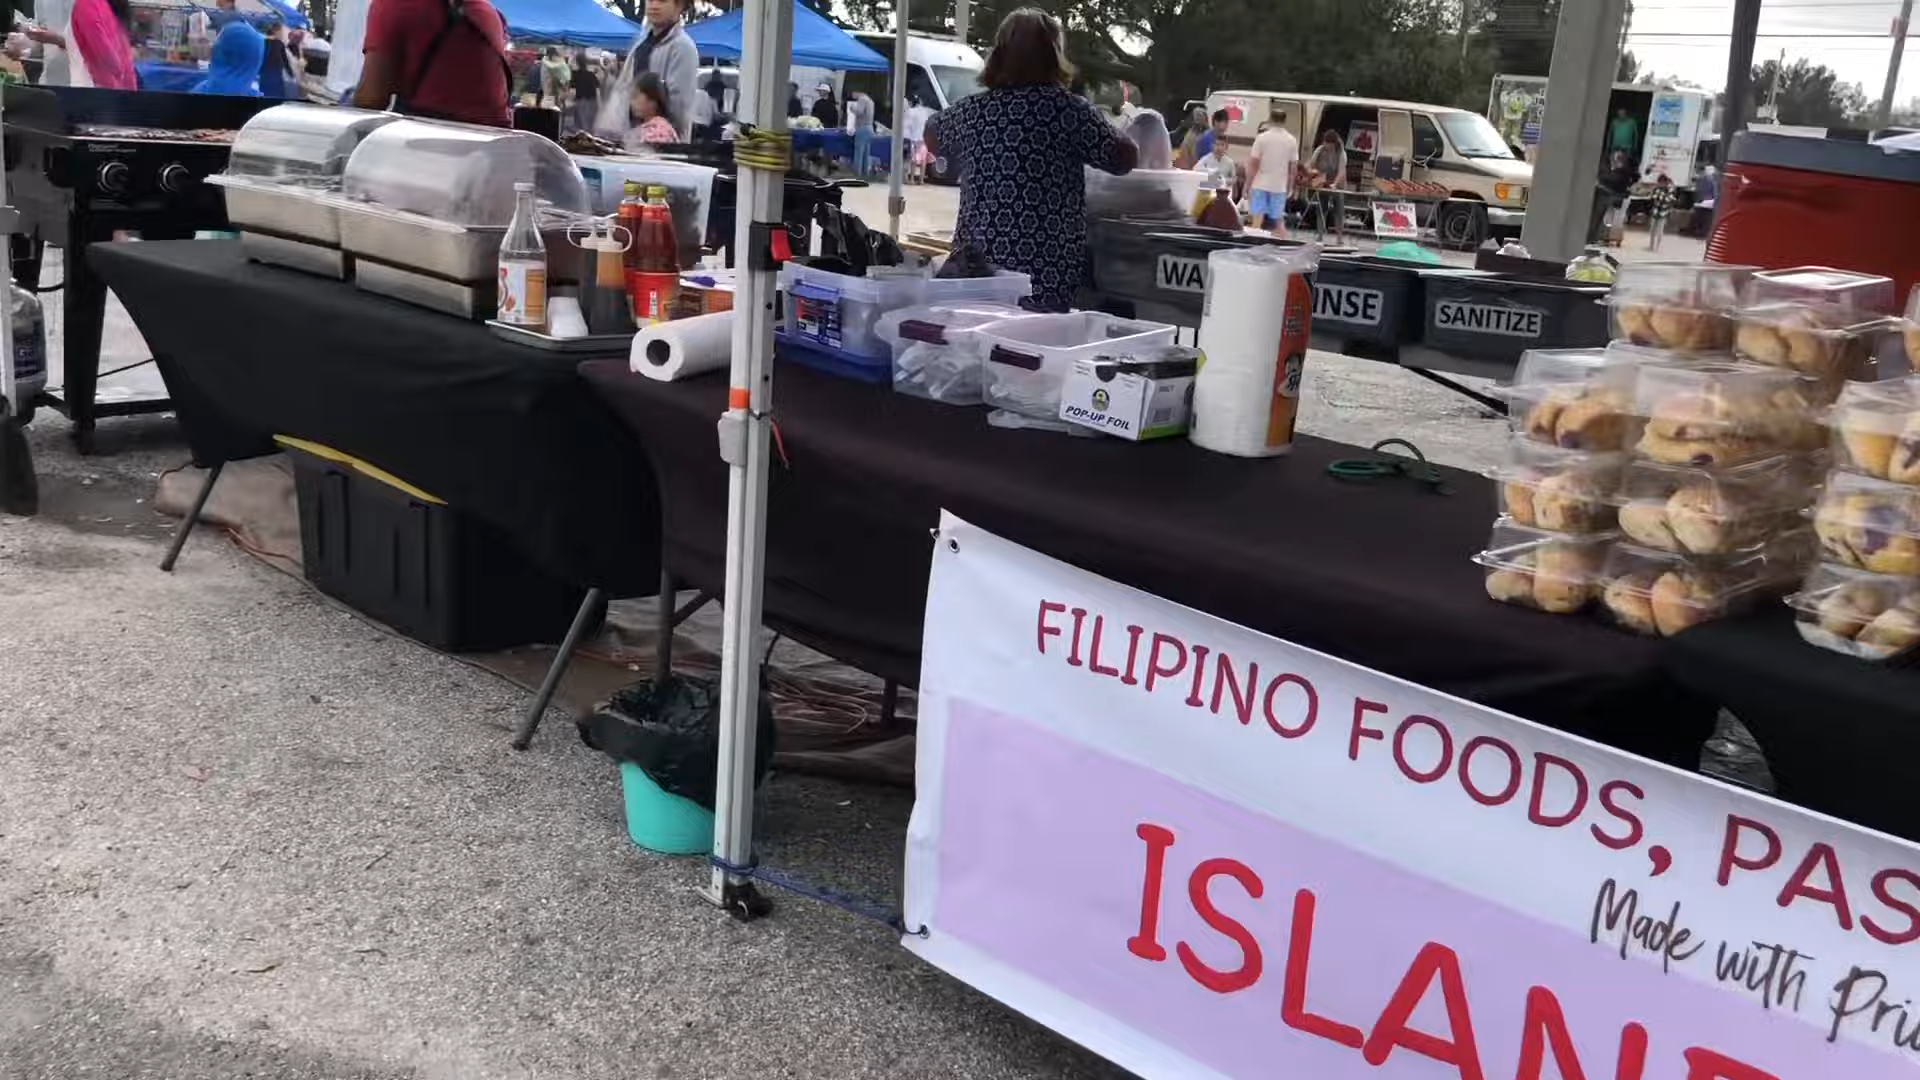 WA
INSE
SANITIZE
POP-UP FOIL
FILIPINO FOODS, PAS
Made with Pri
ISLAN